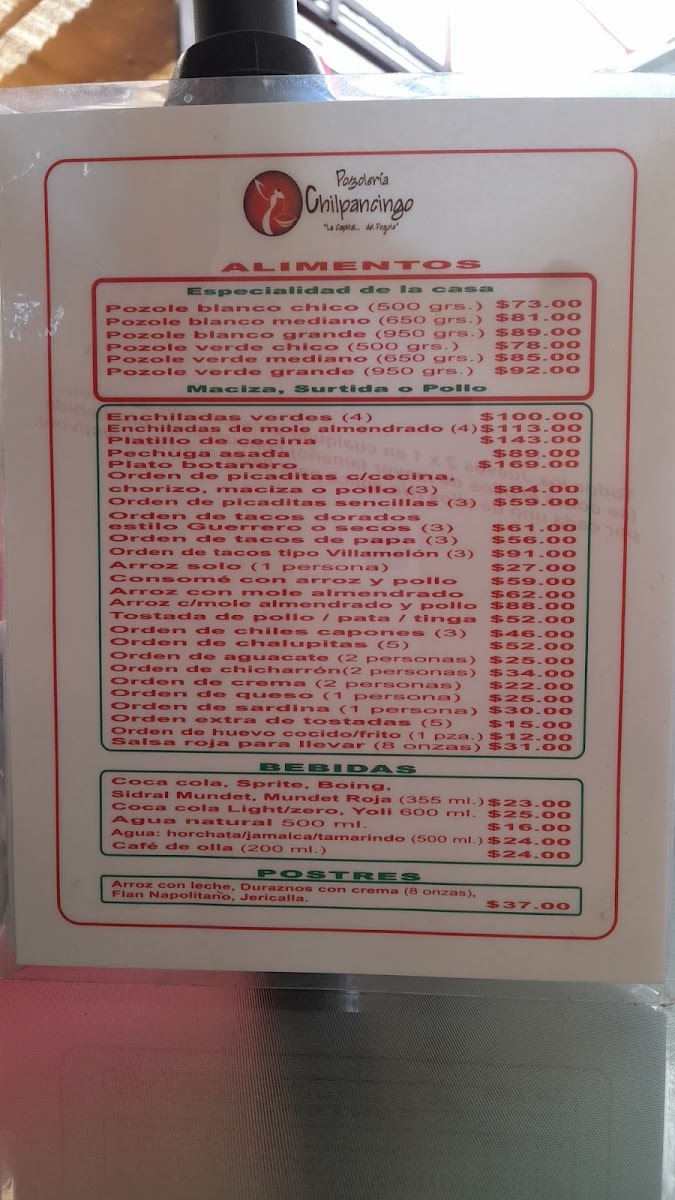 Pozolería
Chilpancingo
"La Capital... del Pozole"
ALIMENTOS
Especialidad de la casa
Pozole blanco chico (500 grs.) $73.00
Pozole blanco mediano (650 grs.) $81.00
Pozole blanco grande (950 grs.) $89.00
Pozole verde chico (500 grs.) $78.00
Pozole verde mediano (650 grs.) $85.00
Pozole verde grande (950 grs.) $92.00
Maciza, Surtida o Pollo
Enchiladas verdes (4) $100.00
Enchiladas de mole almendrado (4) $113.00
Platillo de cecina $143.00
Pechuga asada $89.00
Plato botanero $169.00
Orden de picaditas c/cecina,
chorizo, maciza o pollo (3) $84.00
Orden de picaditas sencillas (3) $59.00
Orden de tacos dorados
estilo Guerrero o secos (3) $61.00
Orden de tacos de papa (3) $56.00
Orden de tacos tipo Villamelón (3) $91.00
Arroz solo (1 persona) $27.00
Consomé con arroz y pollo $59.00
Arroz con mole almendrado $62.00
Arroz c/mole almendrado y pollo $88.00
Tostada de pollo / pata / tinga $52.00
Orden de chiles capones (3) $46.00
Orden de chalupitas (5) $52.00
Orden de aguacate (2 personas) $25.00
Orden de chicharrón(2 personas) $34.00
Orden de crema (2 personas) $22.00
Orden de queso (1 persona) $25.00
Orden de sardina (1 persona) $30.00
Orden extra de tostadas (5) $15.00
Orden de huevo cocido/frito (1 pza.) $12.00
Salsa roja para llevar (8 onzas) $31.00
BEBIDAS
Coca cola, Sprite, Boing,
Sidral Mundet, Mundet Roja (355 ml.) $23.00
Coca cola Light/zero, Yoli 600 ml. $25.00
Agua natural 500 ml. $16.00
Agua: horchata/jamaica/tamarindo (500 ml.) $24.00
Café de olla (200 ml.) $24.00
POSTRES
Arroz con leche, Duraznos con crema (8 onzas),
Flan Napolitano, Jericalla. $37.00